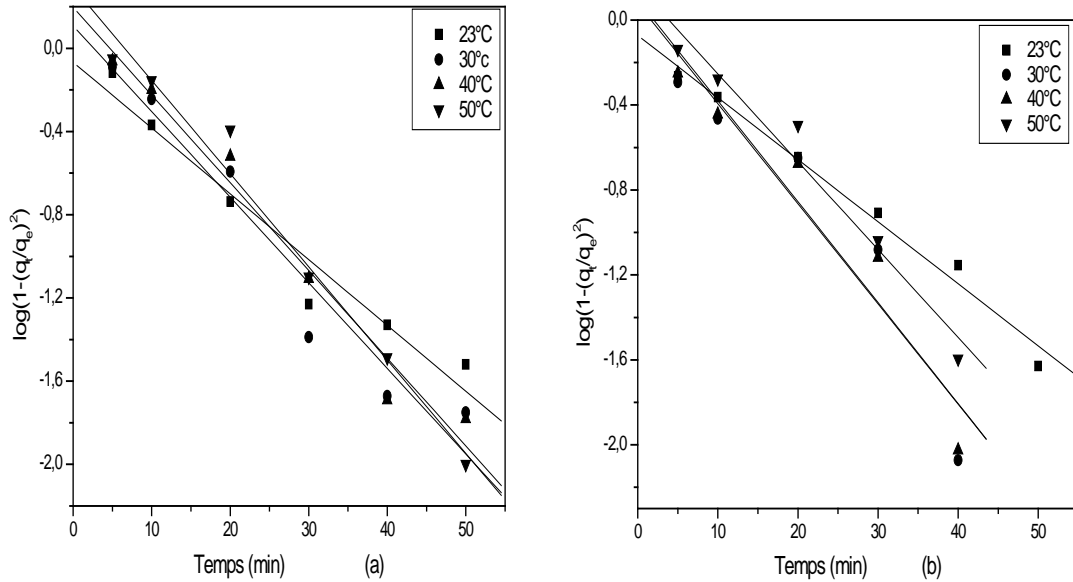 0,0
-0,4
-0,8
-1,2
-1,6
-2,0
log(1-(qt/qe)²)
0 10 20 30 40 50
Temps (min) (a)
23°C
30°c
40°C
50°C
0,0
-0,4
-0,8
-1,2
-1,6
-2,0
log(1-(qt/qe)²)
0 10 20 30 40 50
Temps (min) (b)
23°C
30°C
40°C
50°C